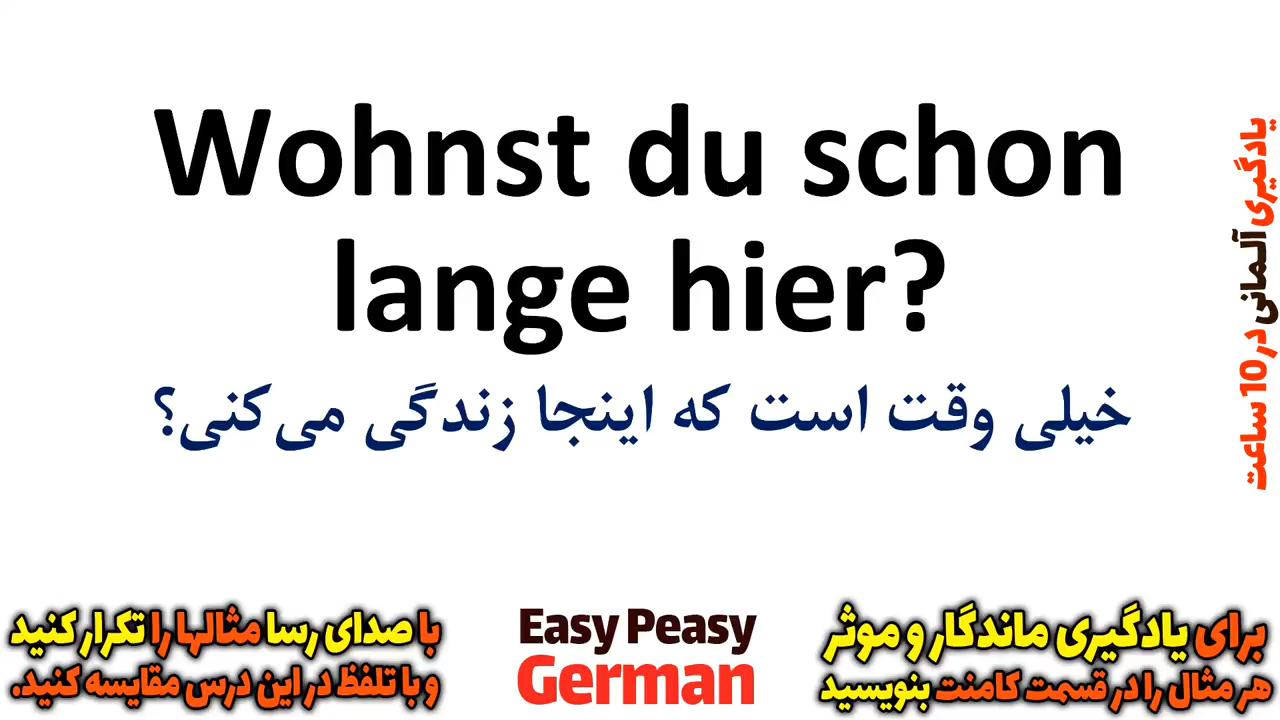 Wohnst du schon
lange hier?
خیلی وقت است که اینجا زندگی می‌کنی؟
یادگیری آلمانی در 10 ساعت
با صدای رسا مثالها را تکرار کنید
و با تلفظ در این درس مقایسه کنید.
Easy Peasy
German
برای یادگیری ماندگار و موثر
هر مثال را در قسمت کامنت بنویسید